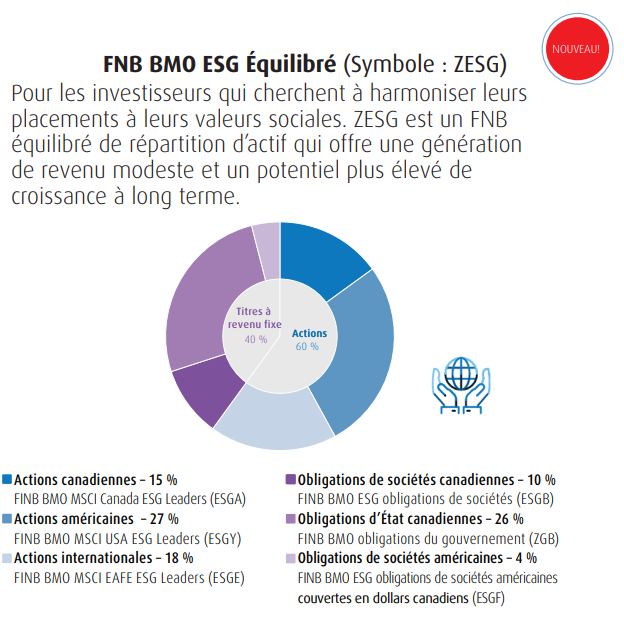 NOUVEAU!
FNB BMO ESG Équilibré (Symbole : ZESG)
Pour les investisseurs qui cherchent à harmoniser leurs
placements à leurs valeurs sociales. ZESG est un FNB
équilibré de répartition d’actif qui offre une génération
de revenu modeste et un potentiel plus élevé de
croissance à long terme.
Titres à
revenu fixe
40 %
Actions
60 %
Actions canadiennes – 15 %
FINB BMO MSCI Canada ESG Leaders (ESGA)
Actions américaines – 27 %
FINB BMO MSCI USA ESG Leaders (ESGY)
Actions internationales – 18 %
FINB BMO MSCI EAFE ESG Leaders (ESGE)
Obligations de sociétés canadiennes – 10 %
FINB BMO ESG obligations de sociétés (ESGB)
Obligations d’État canadiennes – 26 %
FINB BMO obligations du gouvernement (ZGB)
Obligations de sociétés américaines – 4 %
FINB BMO ESG obligations de sociétés américaines
couvertes en dollars canadiens (ESGF)